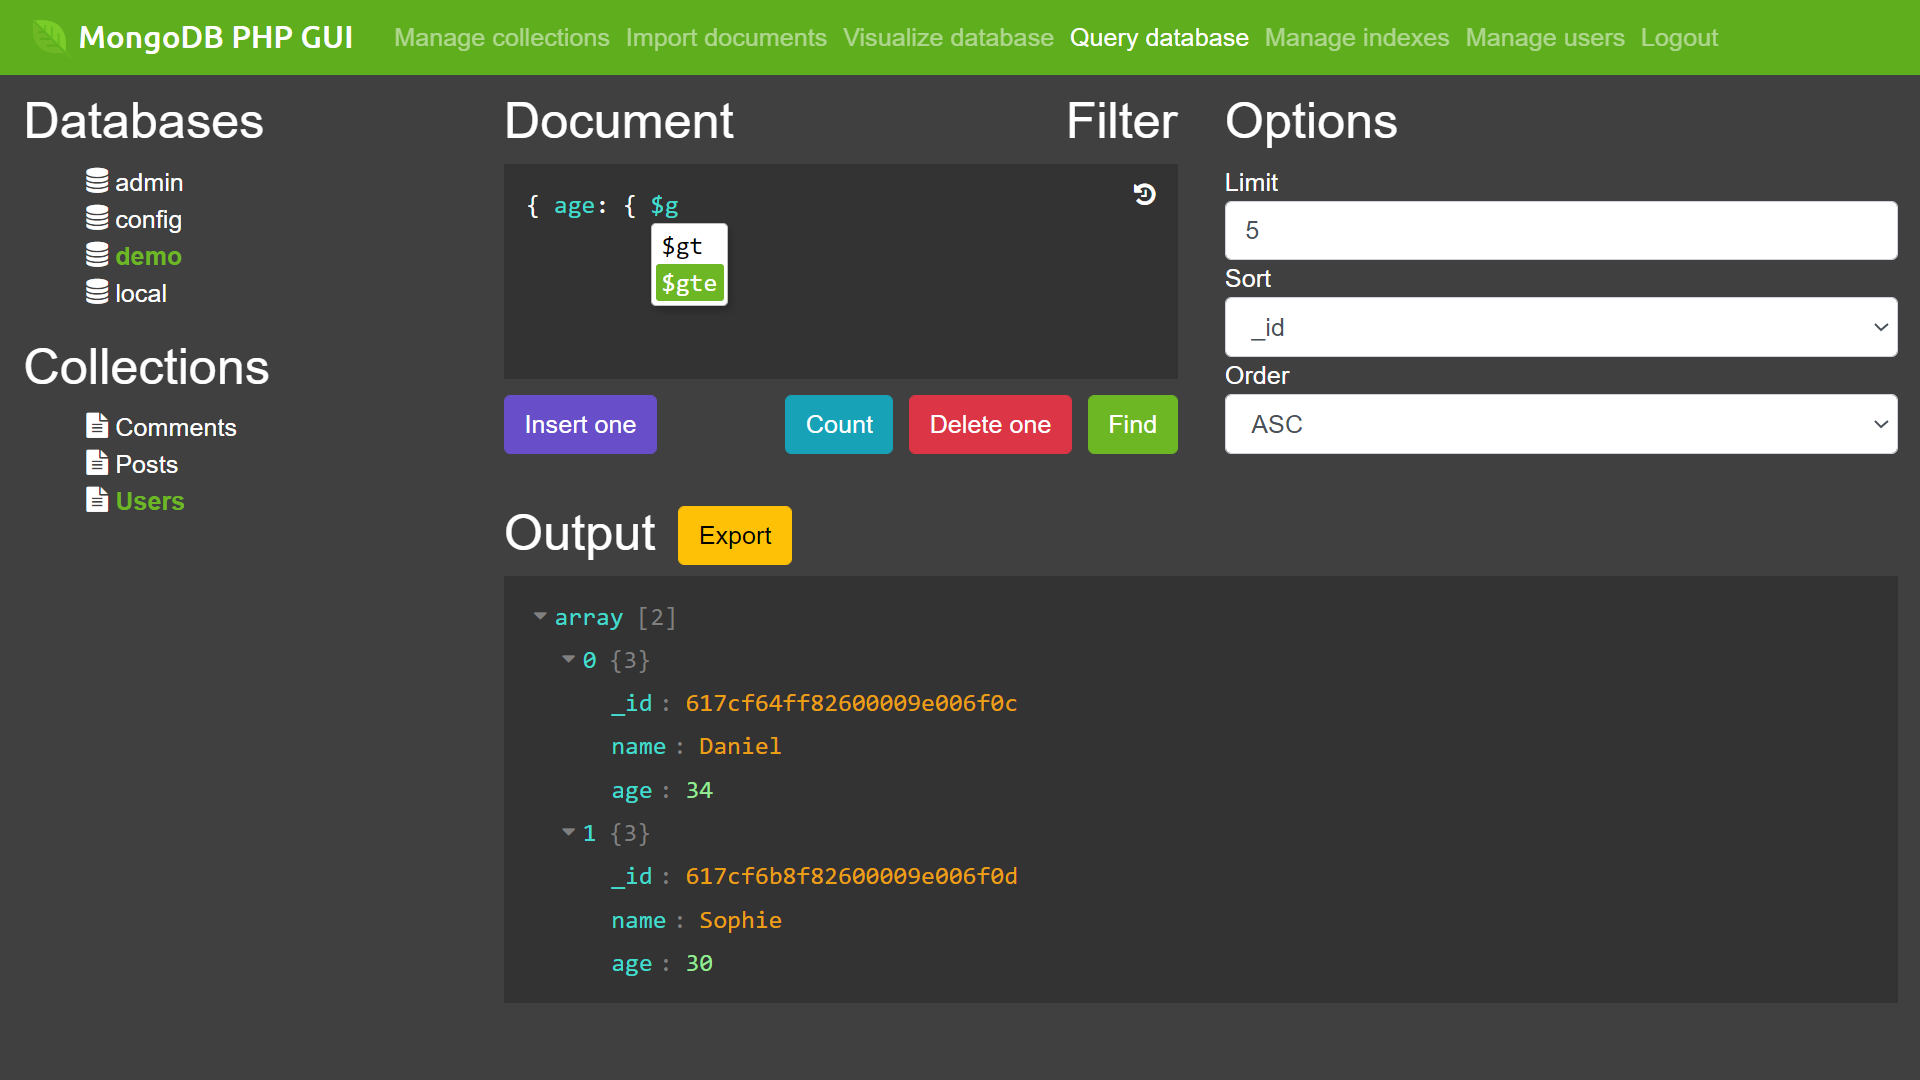 MongoDB PHP GUI Manage collections Import documents Visualize database Query database Manage indexes Manage users Logout
Databases
admin
config
demo
local
Collections
Comments
Posts
Users
Document Filter
{ age: { $g
$gt
$gte
Insert one Count Delete one Find
Options
Limit
5
Sort
_id
Order
ASC
Output Export
array [2]
0 {3}
_id : 617cf64ff82600009e006f0c
name : Daniel
age : 34
1 {3}
_id : 617cf6b8f82600009e006f0d
name : Sophie
age : 30